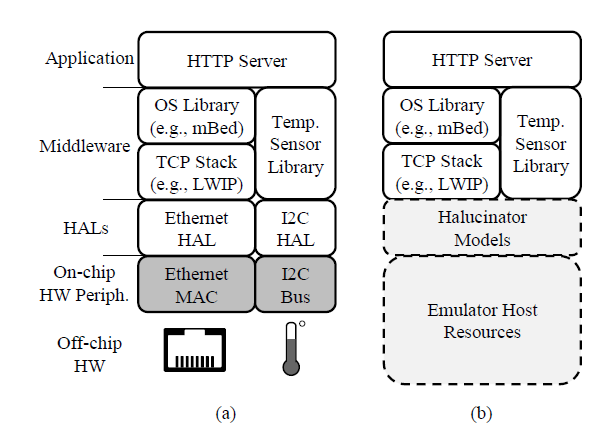 Application
HTTP Server
HTTP Server
Middleware
OS Library
(e.g., mBed)
Temp.
Sensor
Library
TCP Stack
(e.g., LWIP)
OS Library
(e.g., mBed)
Temp.
Sensor
Library
TCP Stack
(e.g., LWIP)
HALs
Ethernet
HAL
I2C
HAL
Halucinator
Models
On-chip
HW Periph.
Ethernet
MAC
I2C
Bus
Emulator Host
Resources
Off-chip
HW
(a)
(b)